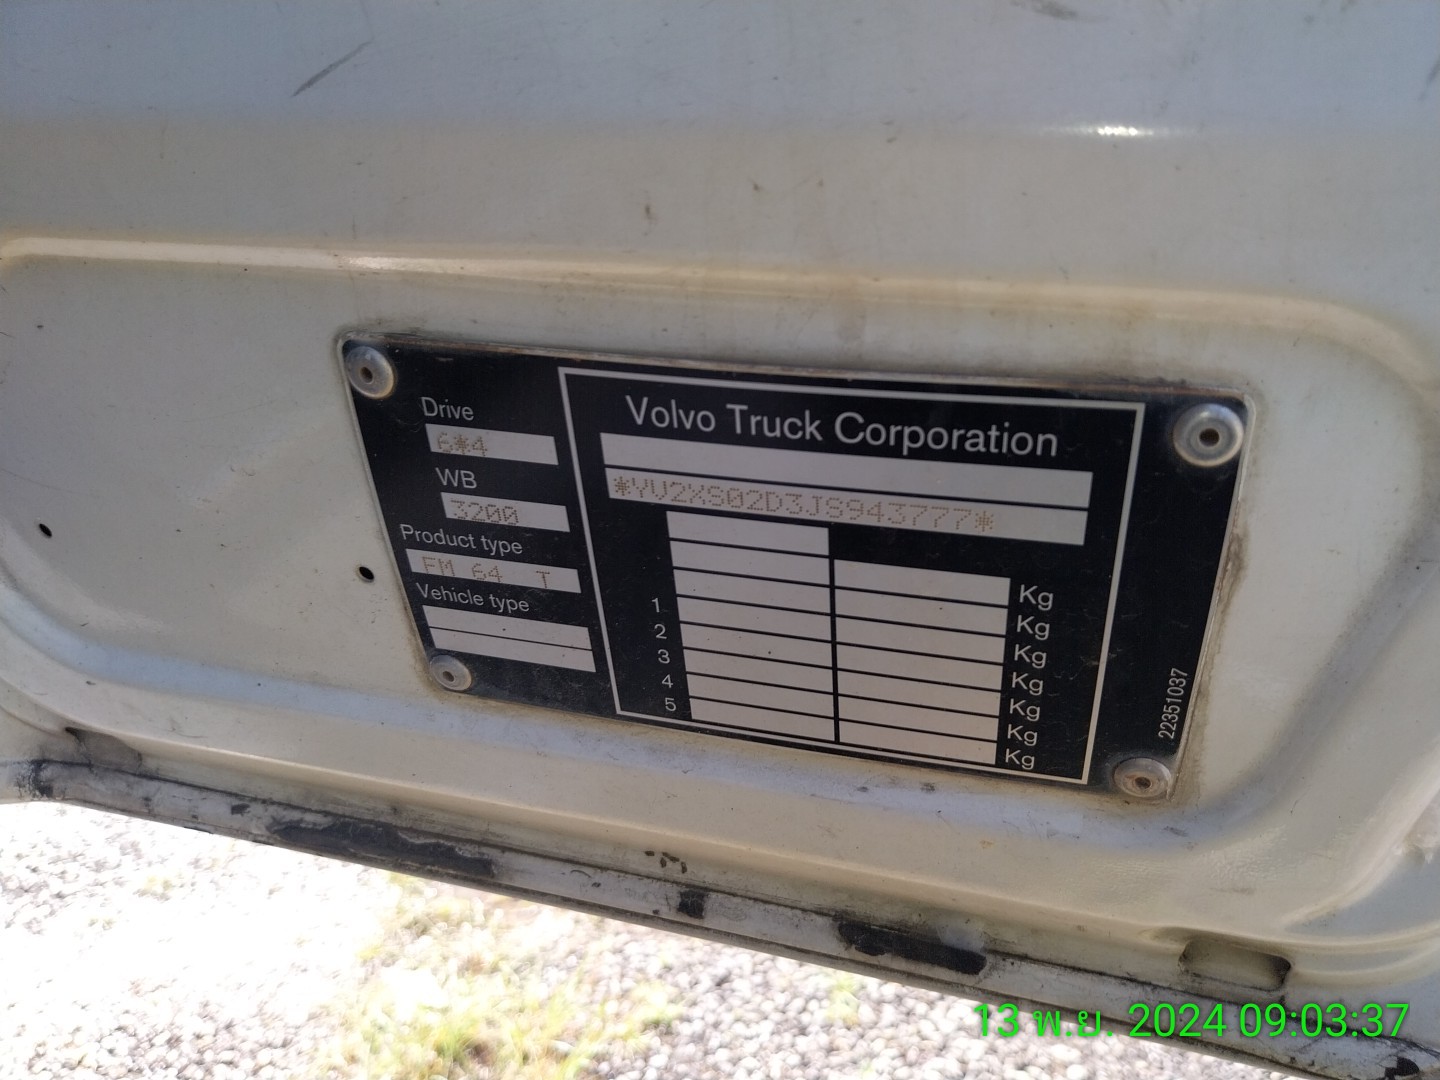 Volvo Truck Corporation
*YV2XS02D3JS943777*
Drive
6*4
WB
3200
Product type
FM 64 T
Vehicle type
Kg
1 Kg
2 Kg
3 Kg
4 Kg
5 Kg
Kg
22351037
13 พ.ย. 2024 09:03:37